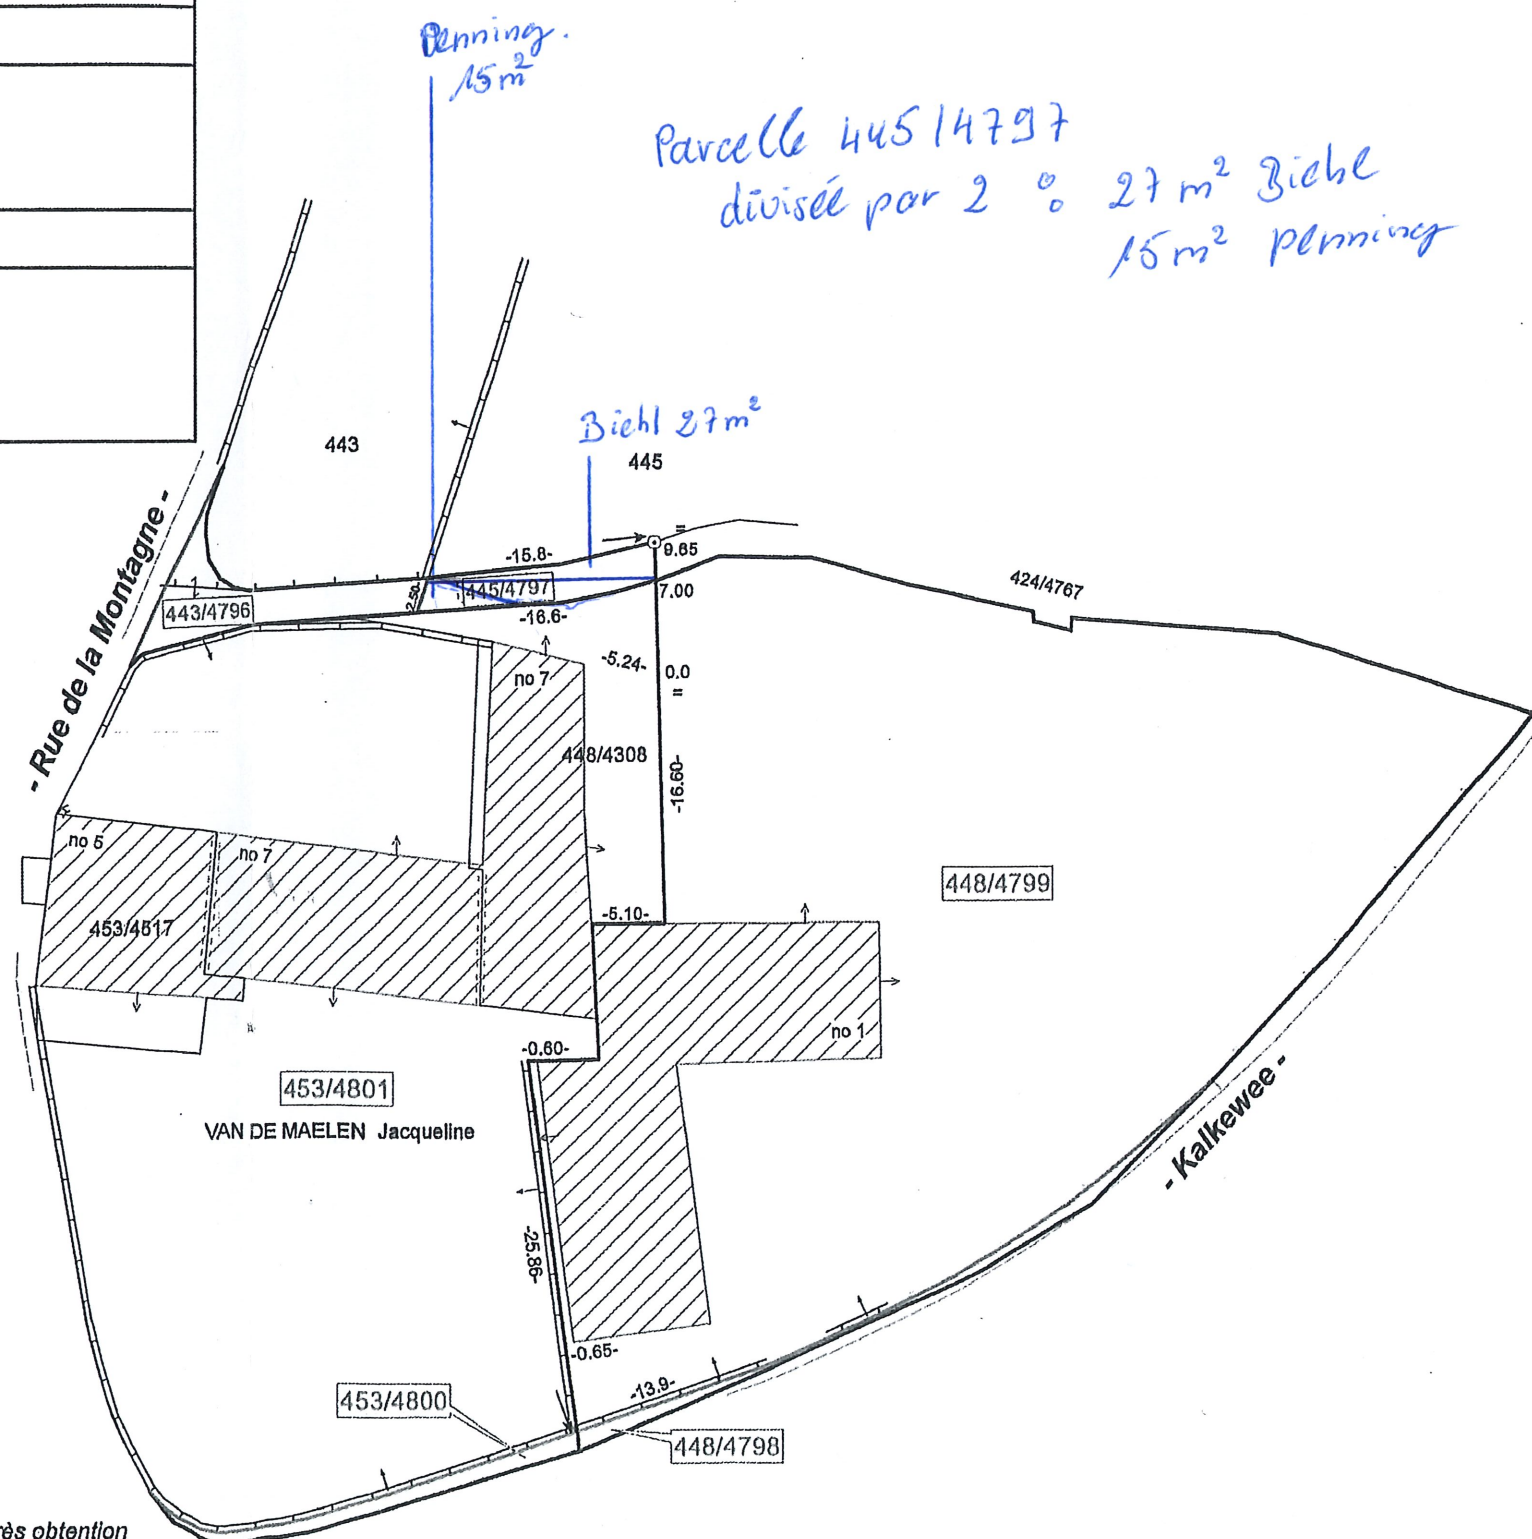 Penning.
15m²
Parcelle 445/4797
divisée par 2 : 27 m² Biehl
15m² Penning
443
Biehl 27m²
445
=
-15.8-
9.65
- Rue de la Montagne -
443/4796
2.50
445/4797
7.00
424/4767
-16.6-
-5.24-
0.0
=
no 7
448/4308
-16.60-
no 5
no 7
448/4799
453/4517
-5.10-
no 1
-0.60-
453/4801
VAN DE MAELEN Jacqueline
- Kalkewee -
-25.86-
-0.65-
-13.9-
453/4800
448/4798
rès obtention